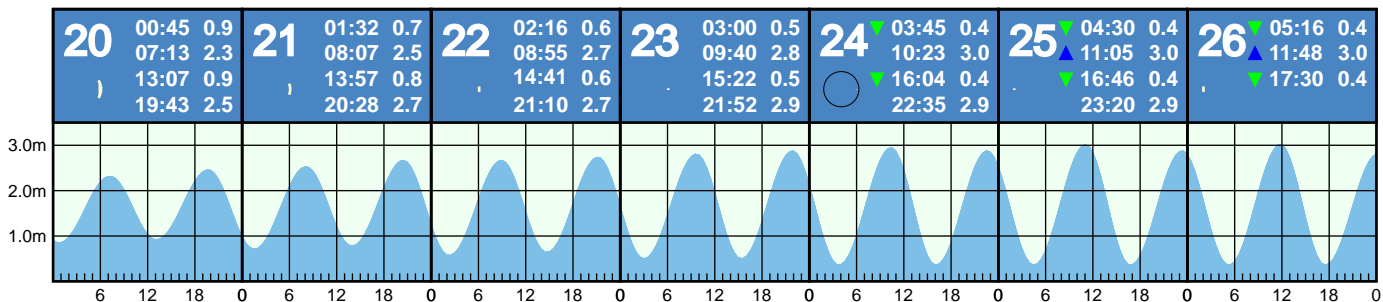 20
00:45 0.9
07:13 2.3
13:07 0.9
19:43 2.5
21
01:32 0.7
08:07 2.5
13:57 0.8
20:28 2.7
22
02:16 0.6
08:55 2.7
14:41 0.6
21:10 2.7
23
03:00 0.5
09:40 2.8
15:22 0.5
21:52 2.9
24
▼ 03:45 0.4
10:23 3.0
▼ 16:04 0.4
22:35 2.9
25
▼ 04:30 0.4
▲ 11:05 3.0
▼ 16:46 0.4
23:20 2.9
26
▼ 05:16 0.4
▲ 11:48 3.0
▼ 17:30 0.4
3.0m
2.0m
1.0m
6 12 18 0 6 12 18 0 6 12 18 0 6 12 18 0 6 12 18 0 6 12 18 0 6 12 18 0